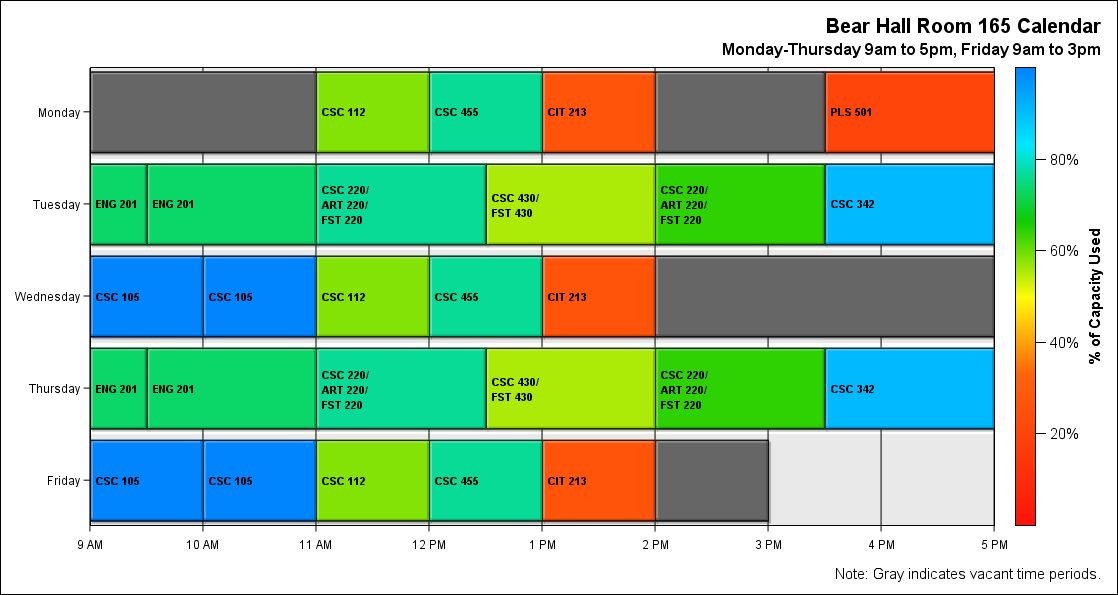 Bear Hall Room 165 Calendar
Monday-Thursday 9am to 5pm, Friday 9am to 3pm
Monday
CSC 112
CSC 455
CIT 213
PLS 501
Tuesday
ENG 201
ENG 201
CSC 220/
ART 220/
FST 220
CSC 430/
FST 430
CSC 220/
ART 220/
FST 220
CSC 342
Wednesday
CSC 105
CSC 105
CSC 112
CSC 455
CIT 213
Thursday
ENG 201
ENG 201
CSC 220/
ART 220/
FST 220
CSC 430/
FST 430
CSC 220/
ART 220/
FST 220
CSC 342
Friday
CSC 105
CSC 105
CSC 112
CSC 455
CIT 213
9 AM
10 AM
11 AM
12 PM
1 PM
2 PM
3 PM
4 PM
5 PM
80%
60%
40%
20%
% of Capacity Used
Note: Gray indicates vacant time periods.